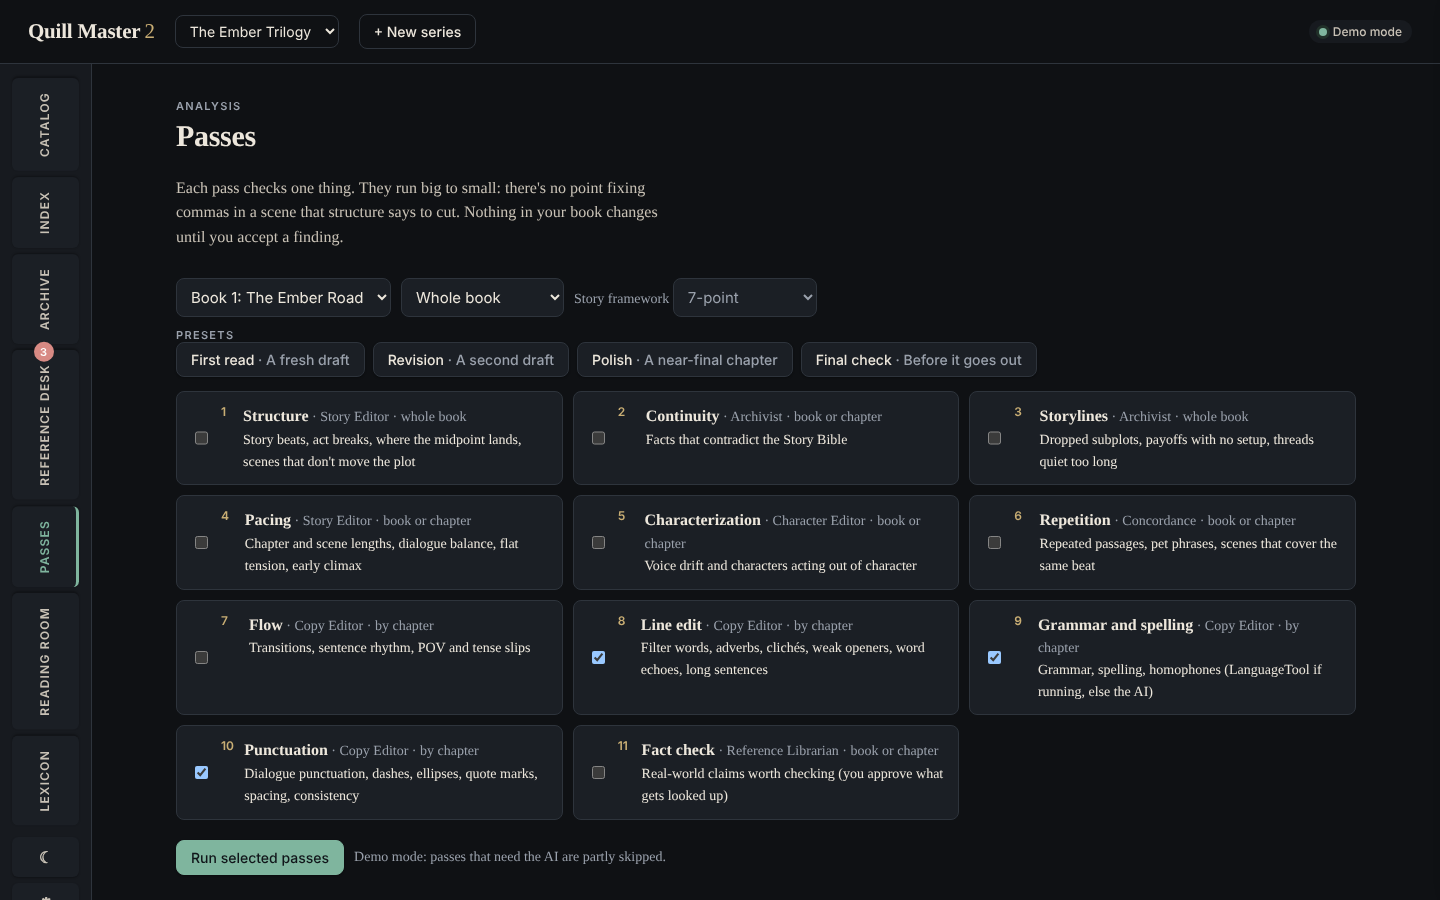 Quill Master 2
The Ember Trilogy
+ New series
Demo mode
CATALOG
INDEX
ARCHIVE
3
REFERENCE DESK
PASSES
READING ROOM
LEXICON
ANALYSIS
Passes
Each pass checks one thing. They run big to small: there's no point fixing
commas in a scene that structure says to cut. Nothing in your book changes
until you accept a finding.
Book 1: The Ember Road
Whole book
Story framework
7-point
PRESETS
First read · A fresh draft
Revision · A second draft
Polish · A near-final chapter
Final check · Before it goes out
1 Structure · Story Editor · whole book
Story beats, act breaks, where the midpoint lands,
scenes that don't move the plot
2 Continuity · Archivist · book or chapter
Facts that contradict the Story Bible
3 Storylines · Archivist · whole book
Dropped subplots, payoffs with no setup, threads
quiet too long
4 Pacing · Story Editor · book or chapter
Chapter and scene lengths, dialogue balance, flat
tension, early climax
5 Characterization · Character Editor · book or
chapter
Voice drift and characters acting out of character
6 Repetition · Concordance · book or chapter
Repeated passages, pet phrases, scenes that cover the
same beat
7 Flow · Copy Editor · by chapter
Transitions, sentence rhythm, POV and tense slips
8 Line edit · Copy Editor · by chapter
Filter words, adverbs, clichés, weak openers, word
echoes, long sentences
9 Grammar and spelling · Copy Editor · by
chapter
Grammar, spelling, homophones (LanguageTool if
running, else the AI)
10 Punctuation · Copy Editor · by chapter
Dialogue punctuation, dashes, ellipses, quote marks,
spacing, consistency
11 Fact check · Reference Librarian · book or chapter
Real-world claims worth checking (you approve what
gets looked up)
Run selected passes
Demo mode: passes that need the AI are partly skipped.